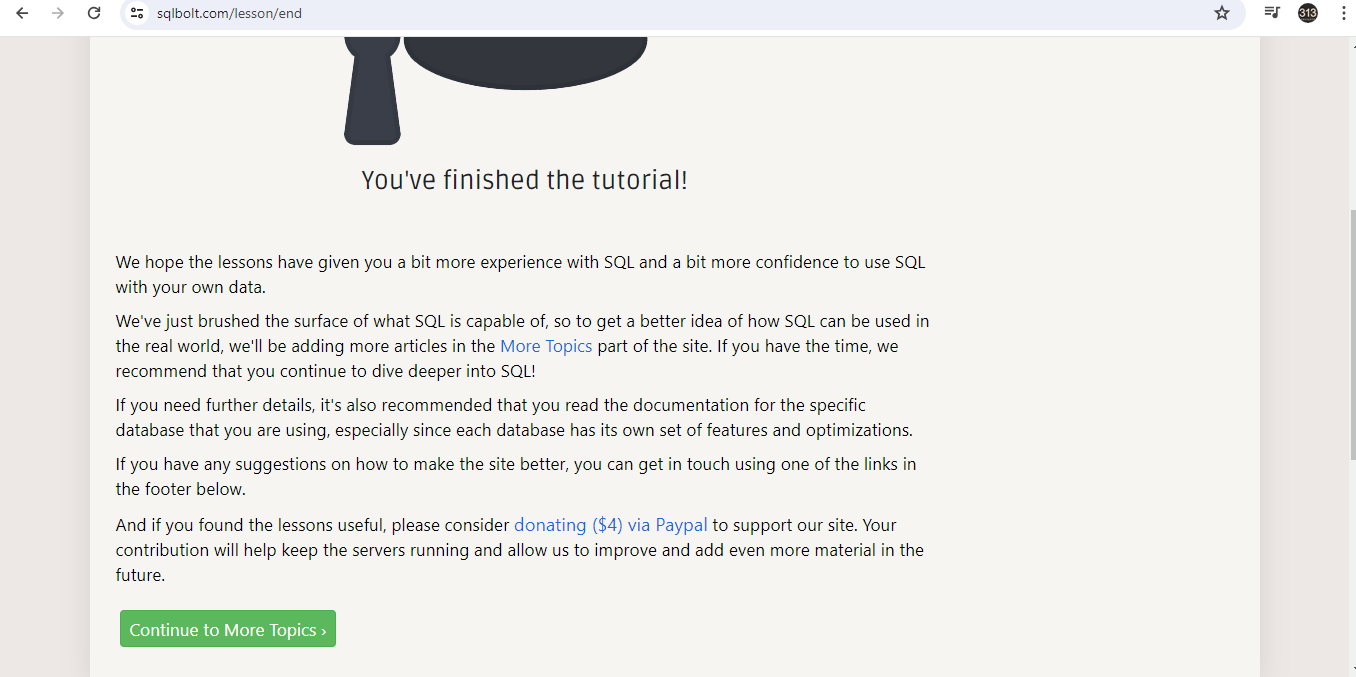 sqlbolt.com/lesson/end
313
You've finished the tutorial!
We hope the lessons have given you a bit more experience with SQL and a bit more confidence to use SQL
with your own data.
We've just brushed the surface of what SQL is capable of, so to get a better idea of how SQL can be used in
the real world, we'll be adding more articles in the More Topics part of the site. If you have the time, we
recommend that you continue to dive deeper into SQL!
If you need further details, it's also recommended that you read the documentation for the specific
database that you are using, especially since each database has its own set of features and optimizations.
If you have any suggestions on how to make the site better, you can get in touch using one of the links in
the footer below.
And if you found the lessons useful, please consider donating ($4) via Paypal to support our site. Your
contribution will help keep the servers running and allow us to improve and add even more material in the
future.
Continue to More Topics ›